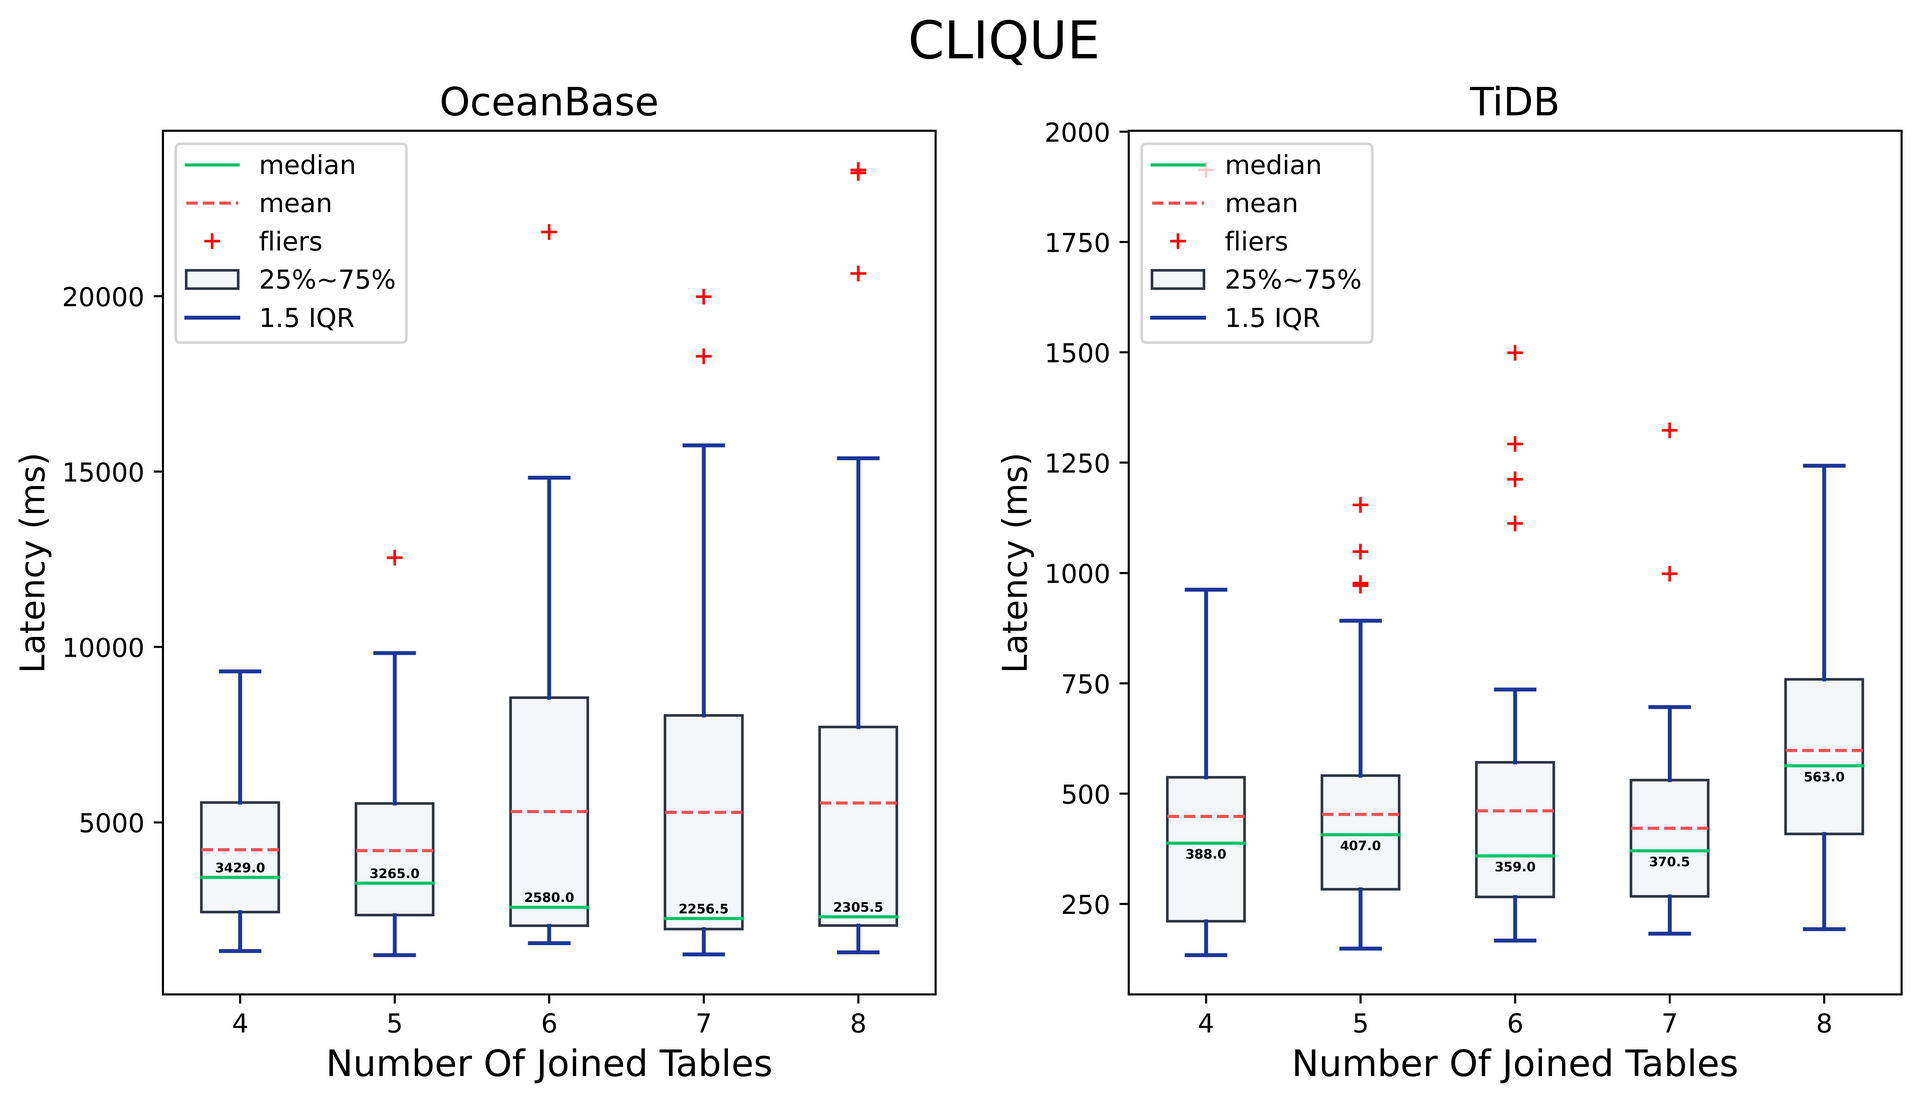 CLIQUE
OceanBase
median
mean
fliers
25%~75%
1.5 IQR
20000
15000
10000
5000
Latency (ms)
3429.0
3265.0
2580.0
2256.5
2305.5
4 5 6 7 8
Number Of Joined Tables
TiDB
median
mean
fliers
25%~75%
1.5 IQR
2000
1750
1500
1250
1000
750
500
250
Latency (ms)
388.0
407.0
359.0
370.5
563.0
4 5 6 7 8
Number Of Joined Tables